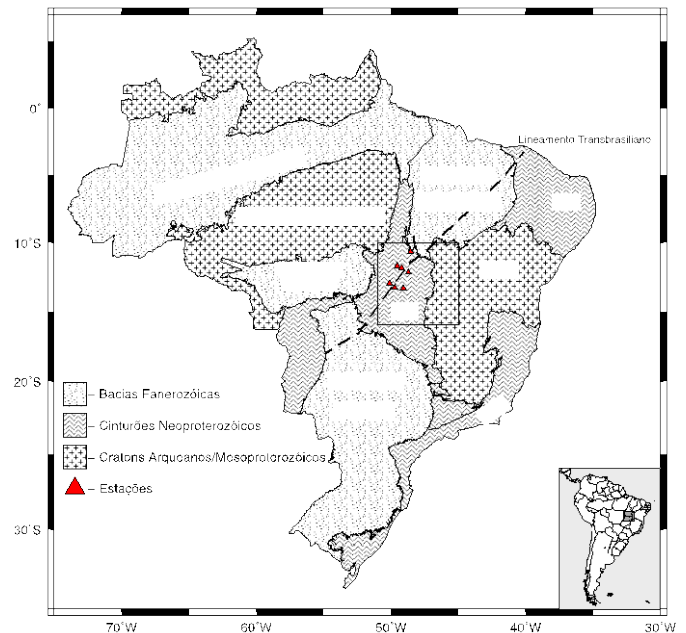 Lineamento Transbrasiliano
0°
10°S
20°S
30°S
– Bacias Fanerozóicas
– Cinturões Neoproterozóicos
– Cratons Arqueanos/Mesoproterozóicos
– Estações
70°W
60°W
50°W
40°W
30°W